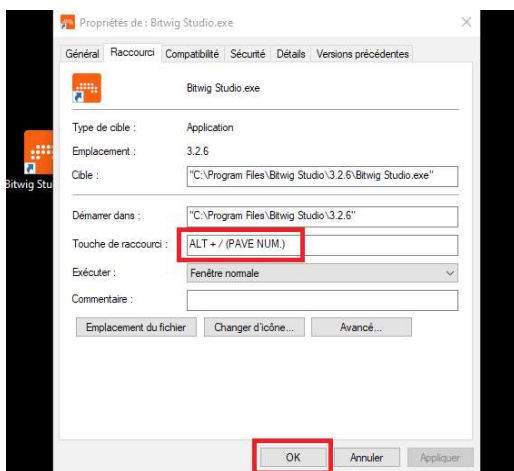 Propriétés de : Bitwig Studio.exe
Général Raccourci Compatibilité Sécurité Détails Versions précédentes
Bitwig Studio.exe
Type de cible : Application
Emplacement : 3.2.6
Cible : "C:\Program Files\Bitwig Studio\3.2.6\Bitwig Studio.exe"
Bitwig Stu
Démarrer dans : "C:\Program Files\Bitwig Studio\3.2.6"
Touche de raccourci : ALT + / (PAVE NUM.)
Exécuter : Fenêtre normale
Commentaire :
Emplacement du fichier Changer d'icône... Avancé...
OK Annuler Appliquer